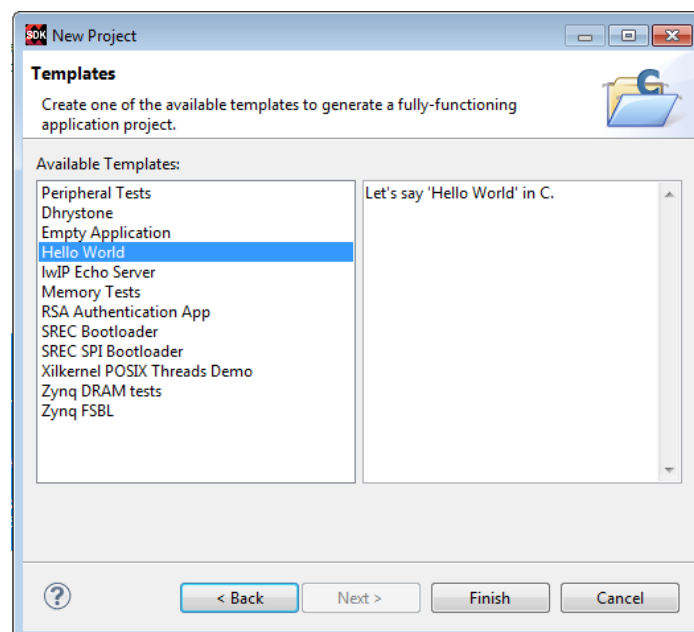 SDK New Project
Templates
Create one of the available templates to generate a fully-functioning
application project.
C
Available Templates:
Peripheral Tests
Dhrystone
Empty Application
Hello World
lwIP Echo Server
Memory Tests
RSA Authentication App
SREC Bootloader
SREC SPI Bootloader
Xilkernel POSIX Threads Demo
Zynq DRAM tests
Zynq FSBL
Let's say 'Hello World' in C.
?
< Back
Next >
Finish
Cancel